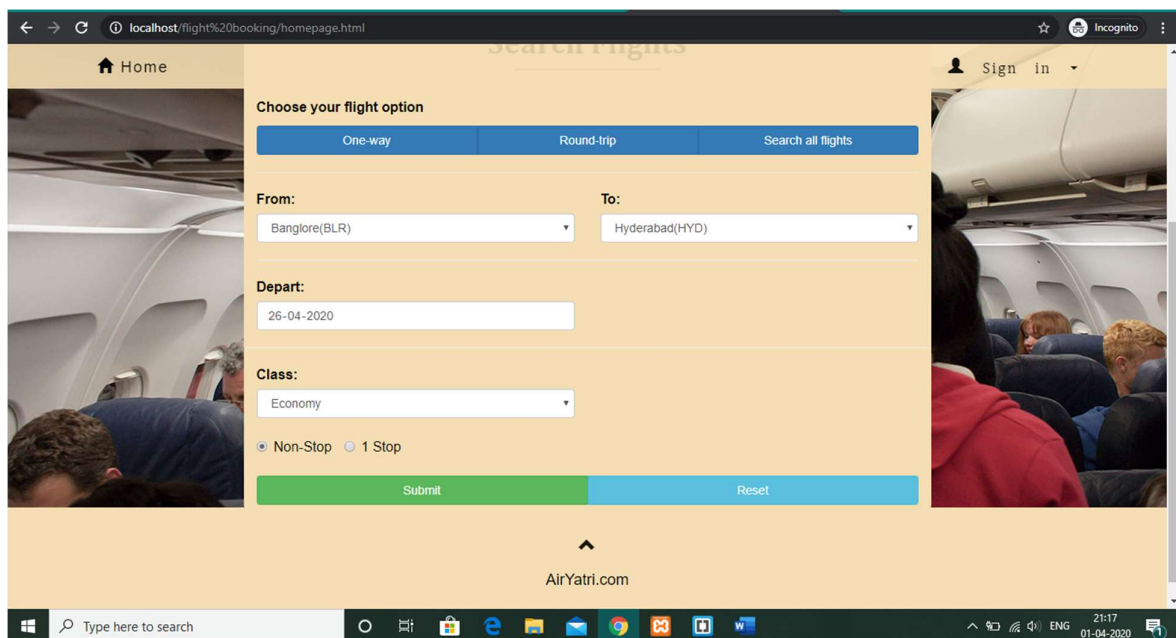 localhost/flight%20booking/homepage.html
Incognito
Search Flights
Home
Sign in
Choose your flight option
One-way Round-trip Search all flights
From: To:
Banglore(BLR) Hyderabad(HYD)
Depart:
26-04-2020
Class:
Economy
Non-Stop 1 Stop
Submit Reset
AirYatri.com
Type here to search
ENG
21:17
01-04-2020